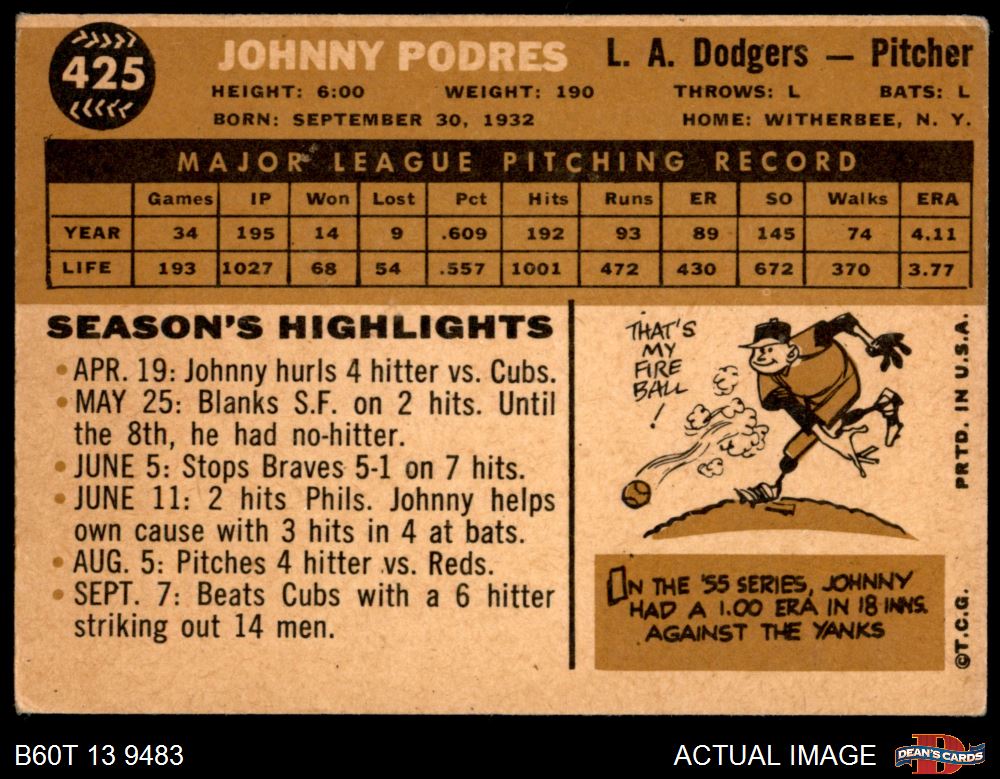 425
JOHNNY PODRES
L. A. Dodgers — Pitcher
HEIGHT: 6:00 WEIGHT: 190 THROWS: L BATS: L
BORN: SEPTEMBER 30, 1932 HOME: WITHERBEE, N. Y.
MAJOR LEAGUE PITCHING RECORD
Games IP Won Lost Pct Hits Runs ER SO Walks ERA
YEAR 34 195 14 9 .609 192 93 89 145 74 4.11
LIFE 193 1027 68 54 .557 1001 472 430 672 370 3.77
SEASON'S HIGHLIGHTS
• APR. 19: Johnny hurls 4 hitter vs. Cubs.
• MAY 25: Blanks S.F. on 2 hits. Until
the 8th, he had no-hitter.
• JUNE 5: Stops Braves 5-1 on 7 hits.
• JUNE 11: 2 hits Phils. Johnny helps
own cause with 3 hits in 4 at bats.
• AUG. 5: Pitches 4 hitter vs. Reds.
• SEPT. 7: Beats Cubs with a 6 hitter
striking out 14 men.
THAT'S
MY
FIRE
BALL
!
ON THE '55 SERIES, JOHNNY
HAD A 1.00 ERA IN 18 INNS.
AGAINST THE YANKS
PRTD. IN U.S.A.
©T.C.G.
B60T 13 9483
ACTUAL IMAGE
DEAN'S CARDS